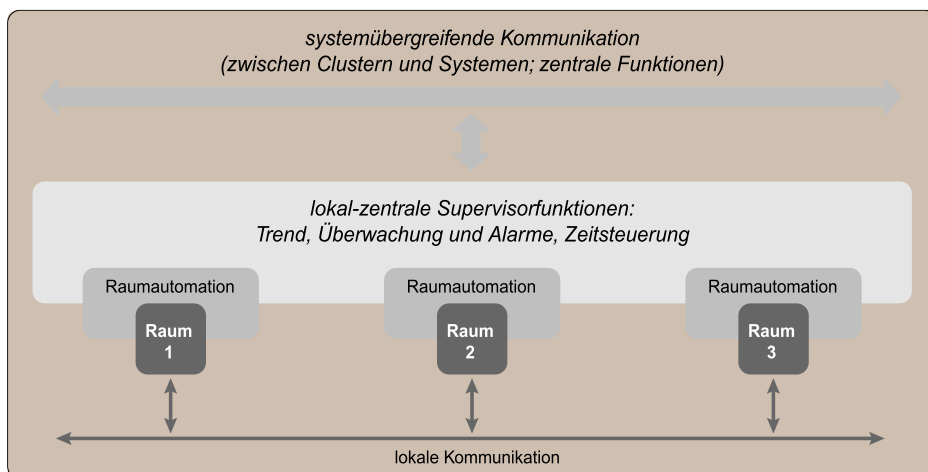 systemübergreifende Kommunikation
(zwischen Clustern und Systemen; zentrale Funktionen)
lokal-zentrale Supervisorfunktionen:
Trend, Überwachung und Alarme, Zeitsteuerung
Raumautomation
Raum
1
Raumautomation
Raum
2
Raumautomation
Raum
3
lokale Kommunikation